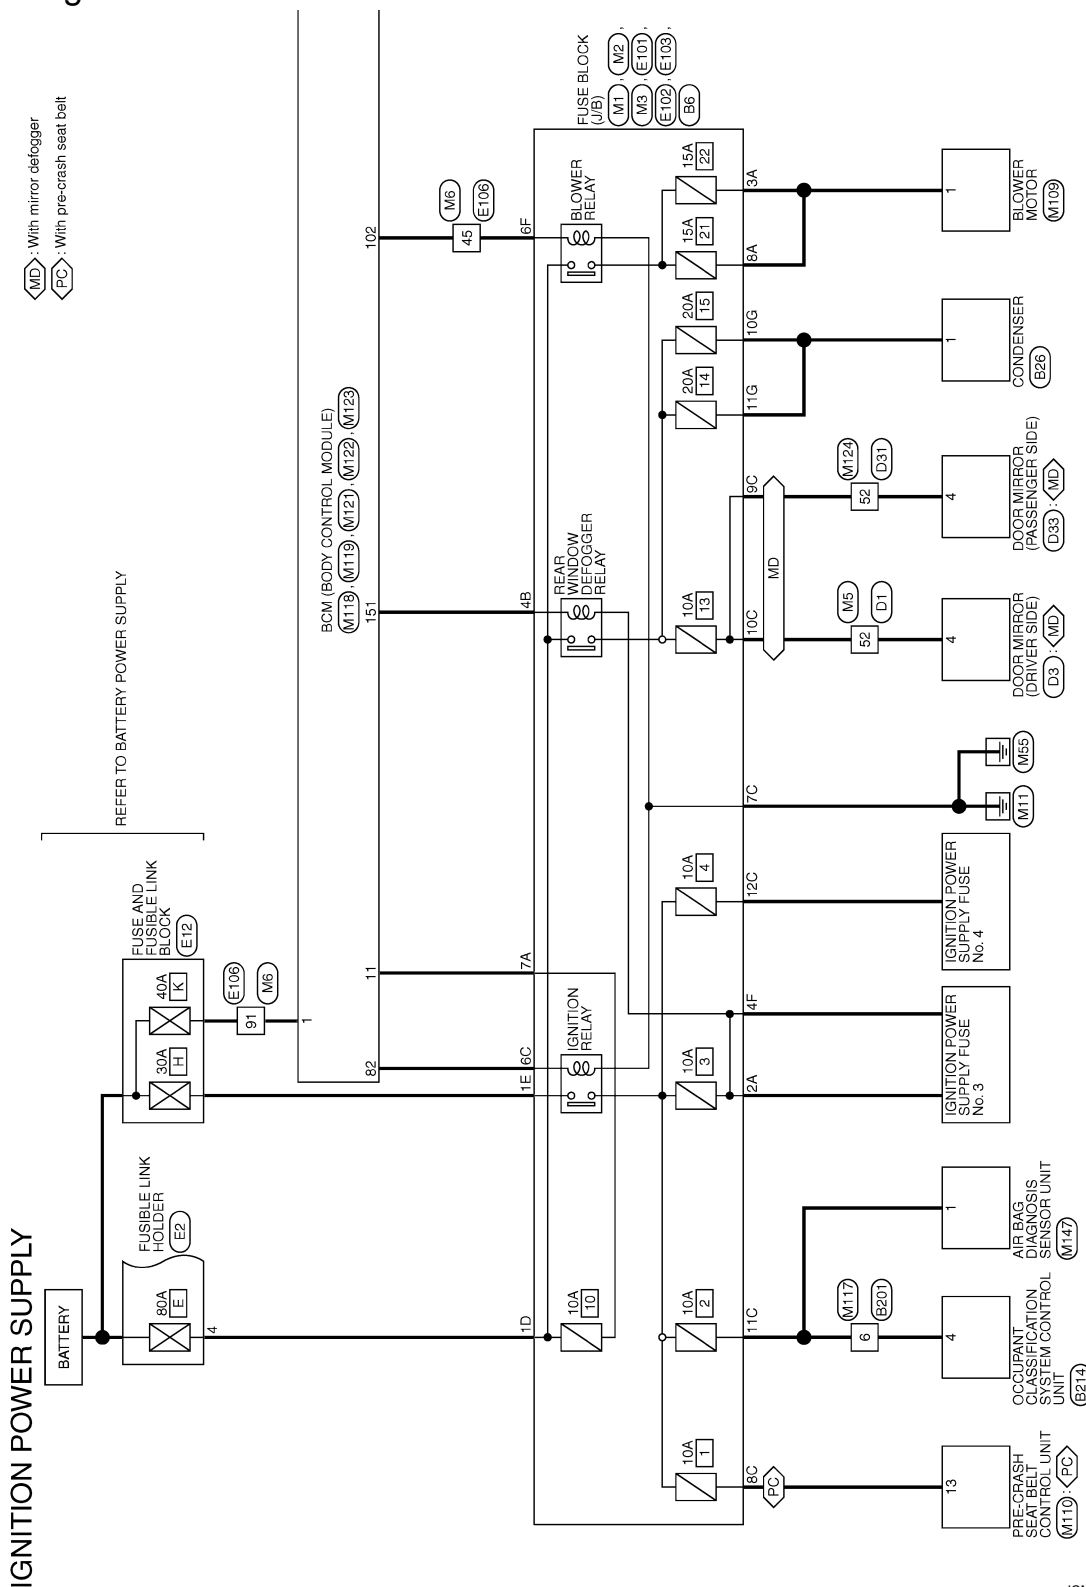 IGNITION POWER SUPPLY
MD : With mirror defogger
PC : With pre-crash seat belt
REFER TO BATTERY POWER SUPPLY
BATTERY
FUSIBLE LINK
HOLDER
E2
80A
E
4
FUSE AND
FUSIBLE LINK
BLOCK
E12
30A
H
40A
K
E106
91
M6
1
BCM (BODY CONTROL MODULE)
M118 , M119 , M121 , M122 , M123
82
11
151
102
M6
45
E106
1D
1E
6C
7A
4B
6F
FUSE BLOCK
(J/B)
M1 , M2 ,
M3 , E101 ,
E102 , E103 ,
B6
10A
10
IGNITION
RELAY
REAR
WINDOW
DEFOGGER
RELAY
BLOWER
RELAY
10A
1
10A
2
10A
3
10A
4
10A
13
20A
14
20A
15
15A
21
15A
22
8C
11C
2A
4F
12C
7C
10C
9C
11G
10G
8A
3A
PC
MD
M117
6
B201
M5
52
D1
M124
52
D31
13
PRE-CRASH
SEAT BELT
CONTROL UNIT
M110 : PC
4
OCCUPANT
CLASSIFICATION
SYSTEM CONTROL
UNIT
B214
1
AIR BAG
DIAGNOSIS
SENSOR UNIT
M147
IGNITION POWER
SUPPLY FUSE
No. 3
IGNITION POWER
SUPPLY FUSE
No. 4
M11
M55
4
DOOR MIRROR
(DRIVER SIDE)
D3 : MD
4
DOOR MIRROR
(PASSENGER SIDE)
D33 : MD
1
CONDENSER
B26
1
BLOWER
MOTOR
M109